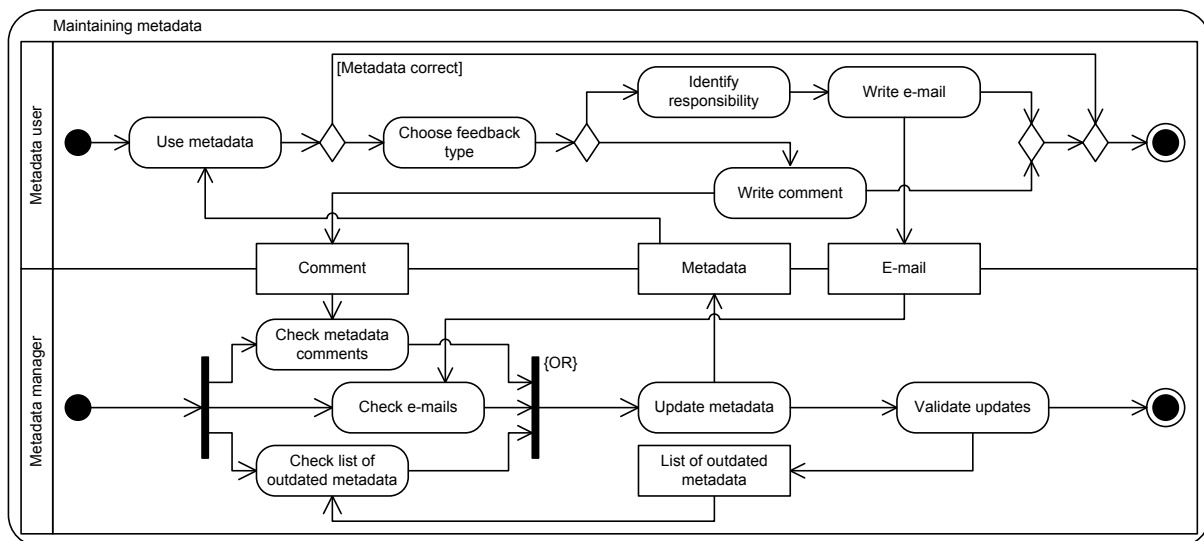 Maintaining metadata
Metadata user
[Metadata correct]
Use metadata
Choose feedback
type
Identify
responsibility
Write e-mail
Write comment
Comment
Metadata
E-mail
Metadata manager
Check metadata
comments
Check e-mails
Check list of
outdated metadata
{OR}
Update metadata
Validate updates
List of outdated
metadata